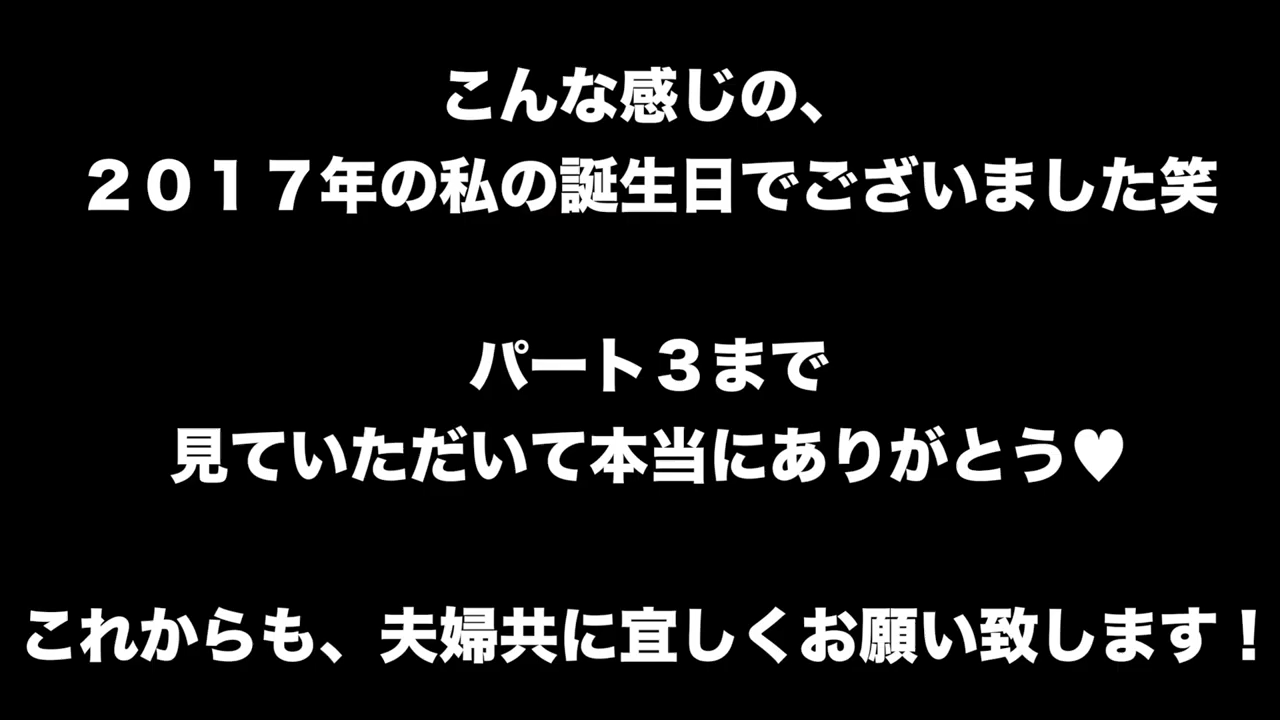 こんな感じの、
２０１７年の私の誕生日でございました笑
パート３まで
見ていただいて本当にありがとう♥
これからも、夫婦共に宜しくお願い致します！